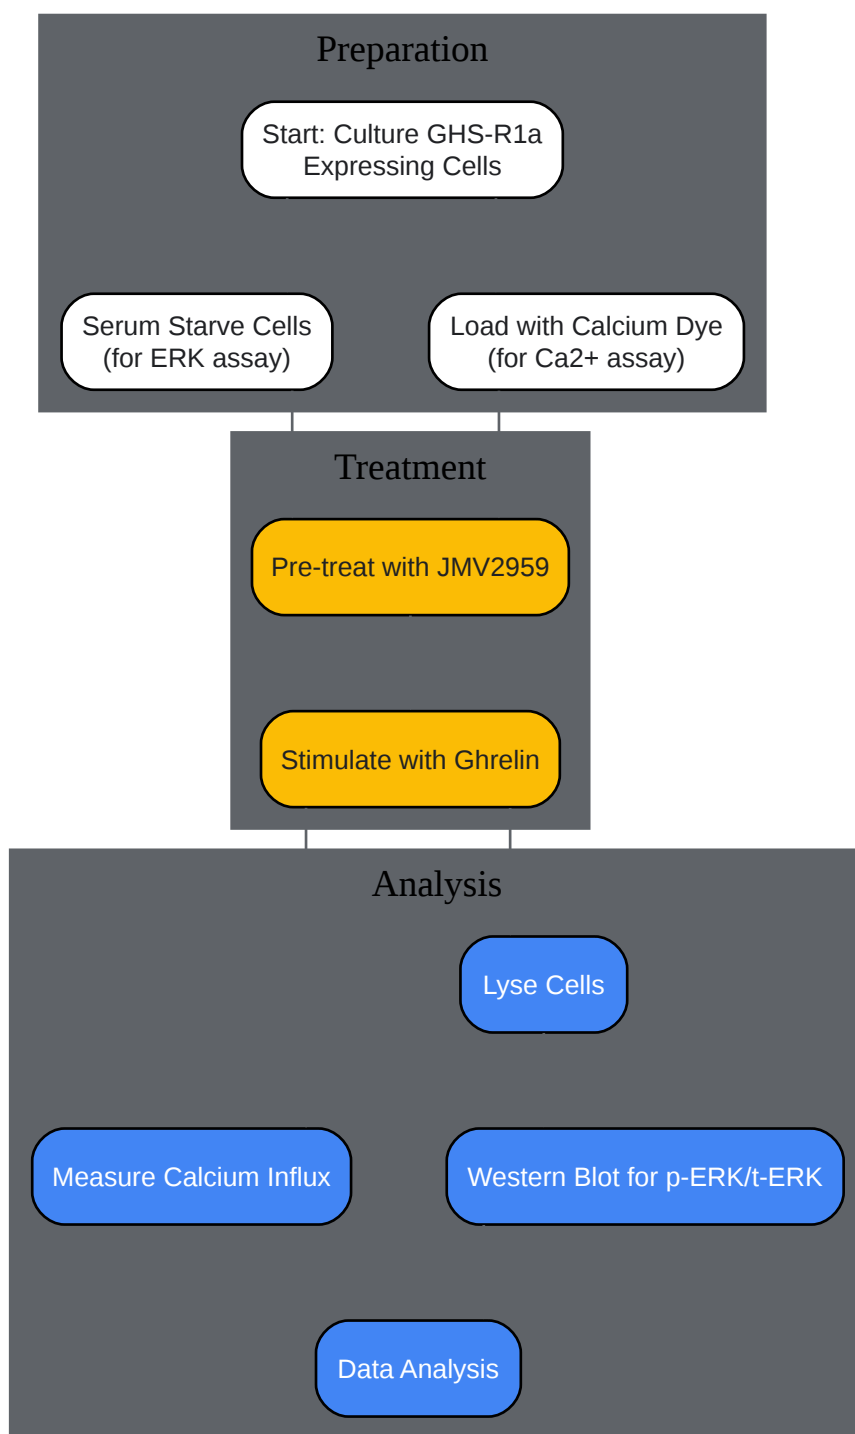 Preparation
Start: Culture GHS-R1a
Expressing Cells
Serum Starve Cells
(for ERK assay)
Load with Calcium Dye
(for Ca2+ assay)
Treatment
Pre-treat with JMV2959
Stimulate with Ghrelin
Analysis
Lyse Cells
Measure Calcium Influx
Western Blot for p-ERK/t-ERK
Data Analysis